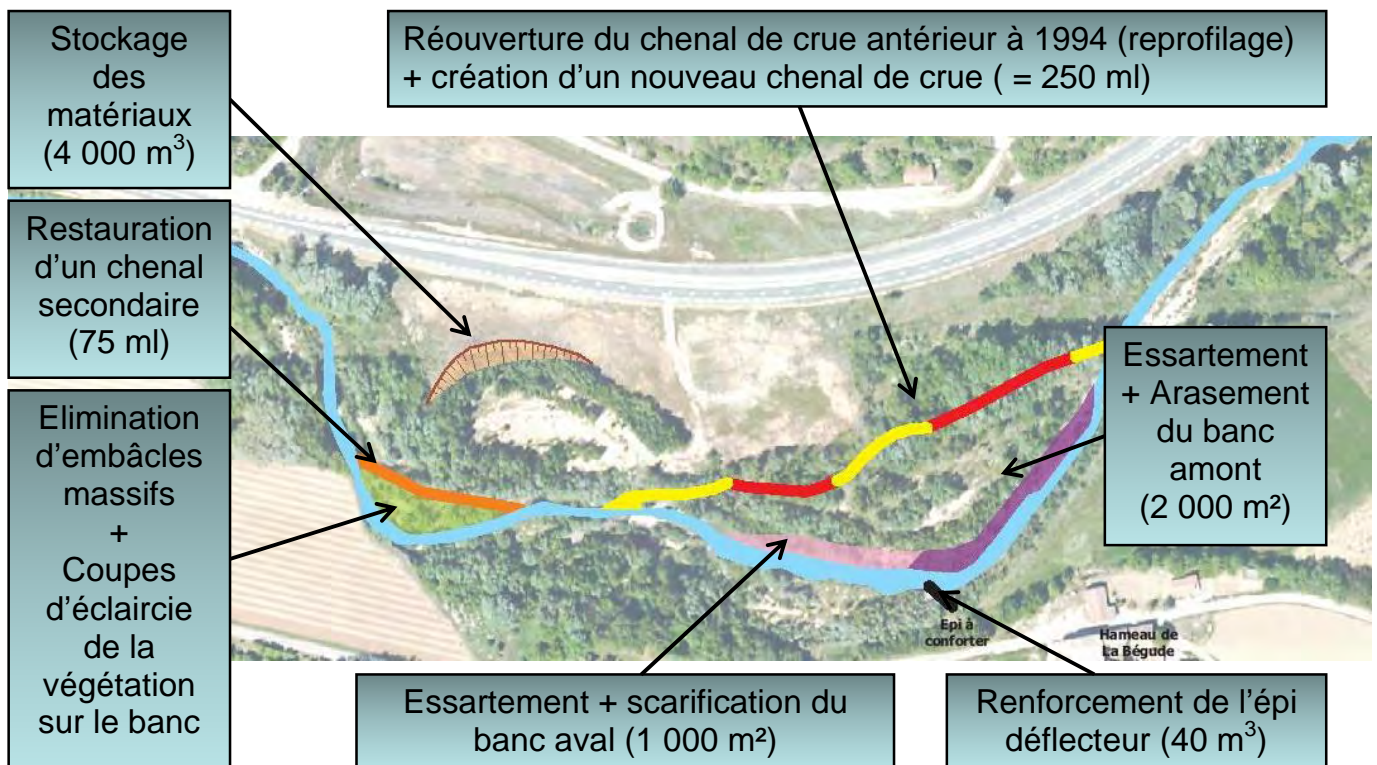 Stockage
des
matériaux
(4 000 m³)
Réouverture du chenal de crue antérieur à 1994 (reprofilage)
+ création d’un nouveau chenal de crue ( = 250 ml)
Restauration
d’un chenal
secondaire
(75 ml)
Elimination
d’embâcles
massifs
+
Coupes
d’éclaircie
de la
végétation
sur le banc
Essartement
+ Arasement
du banc
amont
(2 000 m²)
Epi à
conforter
Hameau de
La Bégude
Essartement + scarification du
banc aval (1 000 m²)
Renforcement de l’épi
déflecteur (40 m³)